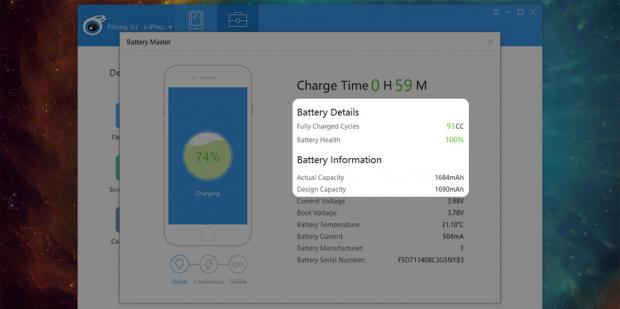 Phung Vu's iPho...
Battery Master
Charge Time 0 H 59 M
Battery Details
Fully Charged Cycles 93CC
Battery Health 100%
Battery Information
Actual Capacity 1684mAh
Design Capacity 1690mAh
Current Voltage 3.98V
Boot Voltage 3.78V
Battery Temperature: 31.10℃
Battery Current 504mA
Battery Manufacturer: F
Battery Serial Number: F5D711408C3G5NYB3
74%
Charging
Quick Continuous Trickle
De
File
Scr
Co